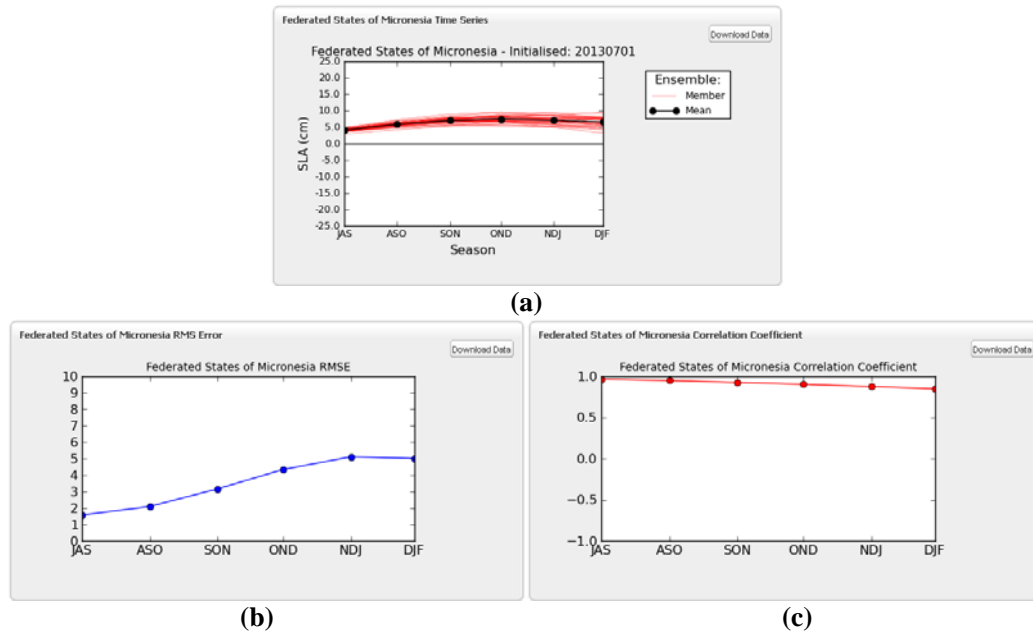 Federated States of Micronesia Time Series
Download Data
Federated States of Micronesia - Initialised: 20130701
25.0
20.0
15.0
10.0
5.0
0.0
-5.0
-10.0
-15.0
-20.0
-25.0
SLA (cm)
JAS ASO SON OND NDJ DJF
Season
Ensemble:
Member
Mean
(a)
Federated States of Micronesia RMS Error
Download Data
Federated States of Micronesia RMSE
10
9
8
7
6
5
4
3
2
1
0
JAS ASO SON OND NDJ DJF
(b)
Federated States of Micronesia Correlation Coefficient
Download Data
Federated States of Micronesia Correlation Coefficient
1.0
0.5
0.0
−0.5
−1.0
JAS ASO SON OND NDJ DJF
(c)